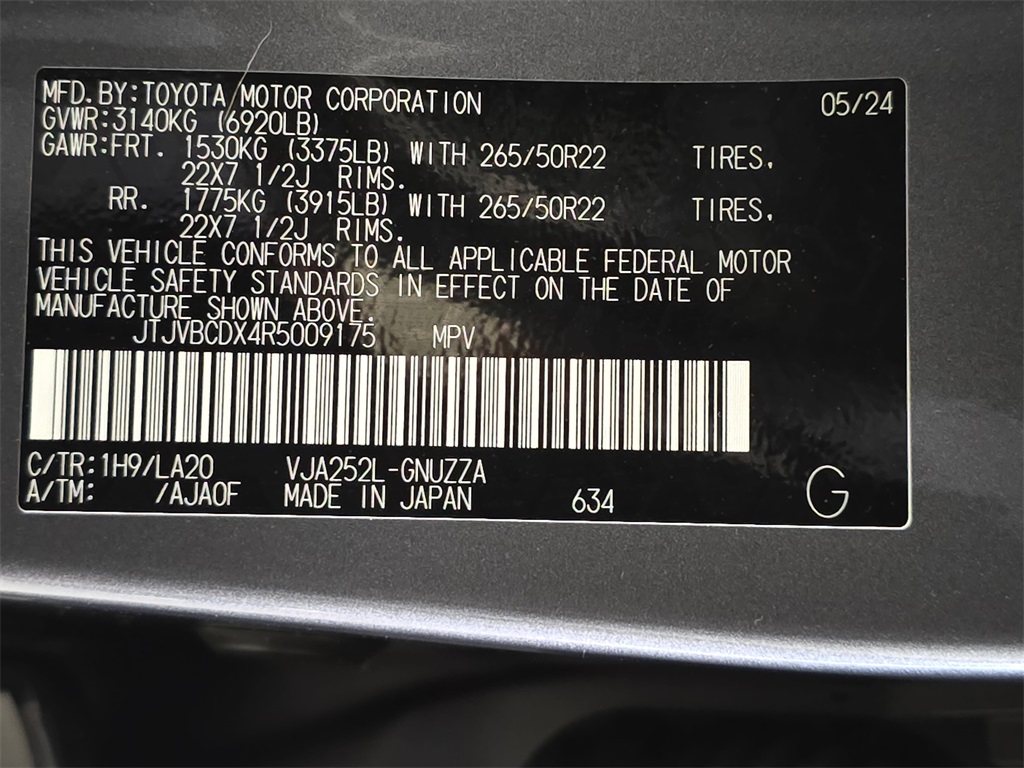 MFD.BY:TOYOTA MOTOR CORPORATION 05/24
GVWR:3140KG (6920LB)
GAWR:FRT. 1530KG (3375LB) WITH 265/50R22 TIRES,
22X7 1/2J RIMS.
RR. 1775KG (3915LB) WITH 265/50R22 TIRES,
22X7 1/2J RIMS.
THIS VEHICLE CONFORMS TO ALL APPLICABLE FEDERAL MOTOR
VEHICLE SAFETY STANDARDS IN EFFECT ON THE DATE OF
MANUFACTURE SHOWN ABOVE.
JTJVBCDX4R5009175 MPV
C/TR:1H9/LA20 VJA252L-GNUZZA
A/TM: /AJA0F MADE IN JAPAN 634 G